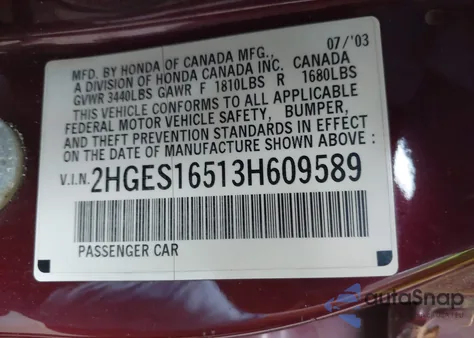 MFD. BY HONDA OF CANADA MFG., 07/'03
A DIVISION OF HONDA CANADA INC. CANADA
GVWR 3440LBS GAWR F 1810LBS R 1680LBS
THIS VEHICLE CONFORMS TO ALL APPLICABLE
FEDERAL MOTOR VEHICLE SAFETY, BUMPER,
AND THEFT PREVENTION STANDARDS IN EFFECT
ON THE DATE OF MANUFACTURE SHOWN ABOVE:
V.I.N. 2HGES16513H609589
PASSENGER CAR
autoSnap